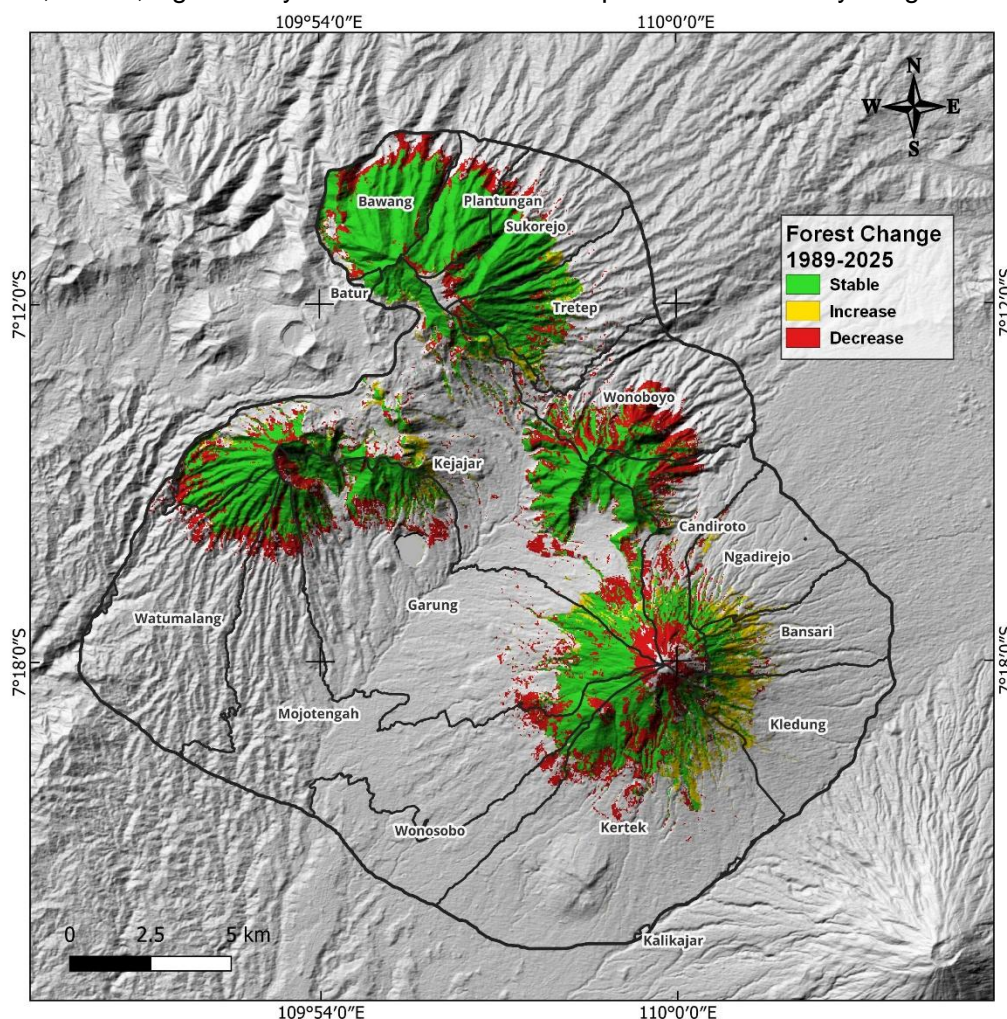 109°54′0″E 110°0′0″E
N
W E
S
Bawang
Plantungan
Sukorejo
Forest Change
1989-2025
Stable
Increase
Decrease
7°12′0″S
7°12′0″S
Batur
Tretep
Wonoboyo
Kejajar
Candiroto
Ngadirejo
Garung
Watumalang
Bansari
7°18′0″S
7°18′0″S
Mojotengah
Kledung
Wonosobo
Kertek
0 2.5 5 km
Kalikajar
109°54′0″E 110°0′0″E